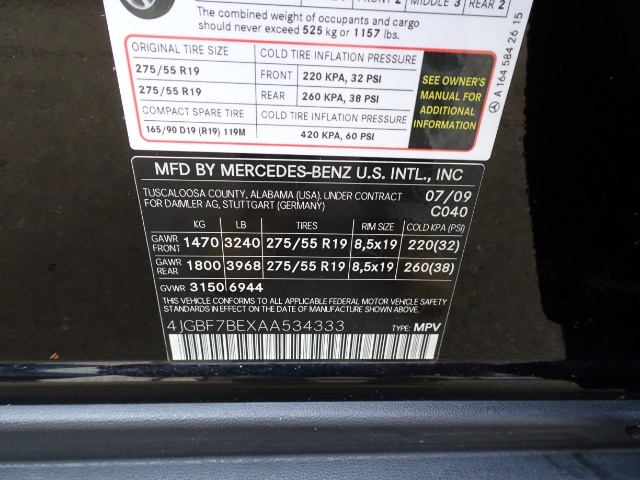 FRONT 2 MIDDLE 3 REAR 2
The combined weight of occupants and cargo
should never exceed 525 kg or 1157 lbs.
ORIGINAL TIRE SIZE COLD TIRE INFLATION PRESSURE
275/55 R19 FRONT 220 KPA, 32 PSI
275/55 R19 REAR 260 KPA, 38 PSI
COMPACT SPARE TIRE COLD TIRE INFLATION PRESSURE
165/90 D19 (R19) 119M 420 KPA, 60 PSI
SEE OWNER'S
MANUAL FOR
ADDITIONAL
INFORMATION
A 164 584 26 15
MFD BY MERCEDES-BENZ U.S. INTL., INC
TUSCALOOSA COUNTY, ALABAMA (USA). UNDER CONTRACT 07/09
FOR DAIMLER AG, STUTTGART (GERMANY) C040
KG LB TIRES RIM SIZE COLD KPA (PSI)
GAWR FRONT 1470 3240 275/55 R19 8,5x19 220(32)
GAWR REAR 1800 3968 275/55 R19 8,5x19 260(38)
GVWR 3150 6944
THIS VEHICLE CONFORMS TO ALL APPLICABLE FEDERAL MOTOR VEHICLE SAFETY
STANDARDS IN EFFECT ON THE DATE OF MANUFACTURE SHOWN ABOVE.
4JGBF7BEXAA534333 TYPE: MPV